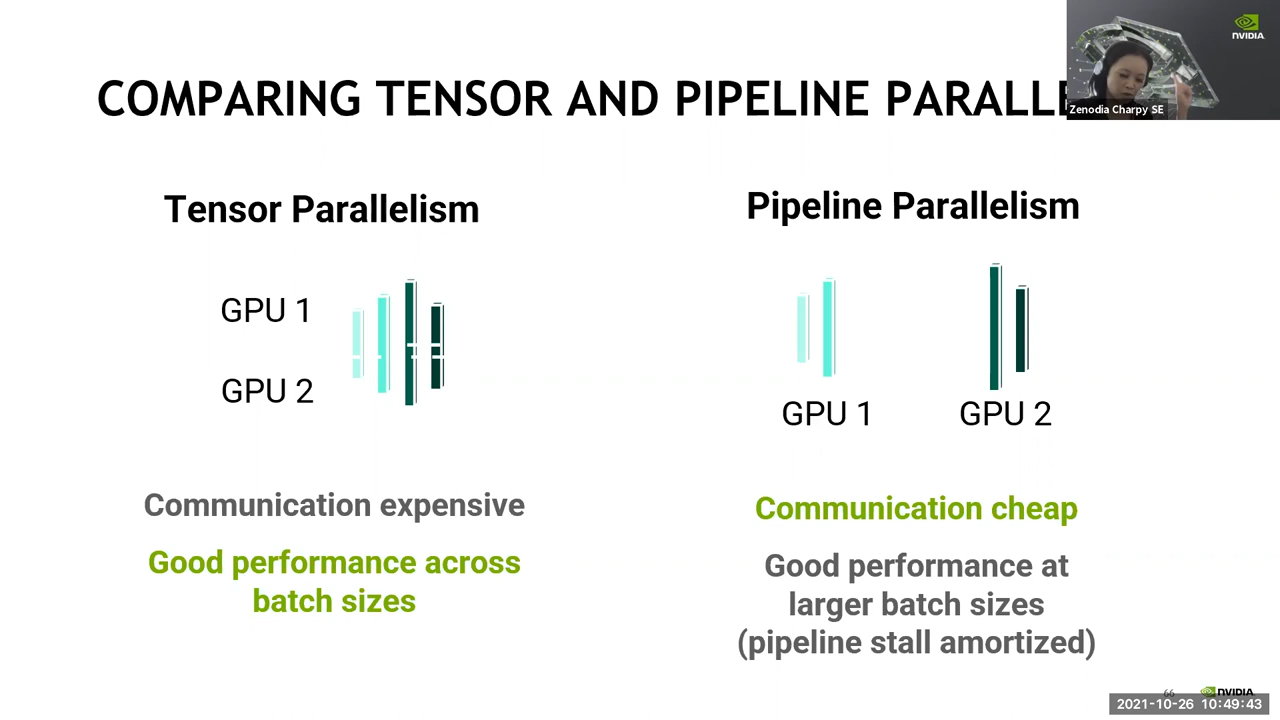 NVIDIA.
COMPARING TENSOR AND PIPELINE PARALLE
Zenodia Charpy SE
Tensor Parallelism
Pipeline Parallelism
GPU 1
GPU 2
GPU 1
GPU 2
Communication expensive
Good performance across
batch sizes
Communication cheap
Good performance at
larger batch sizes
(pipeline stall amortized)
66
NVIDIA.
2021-10-26 10:49:43